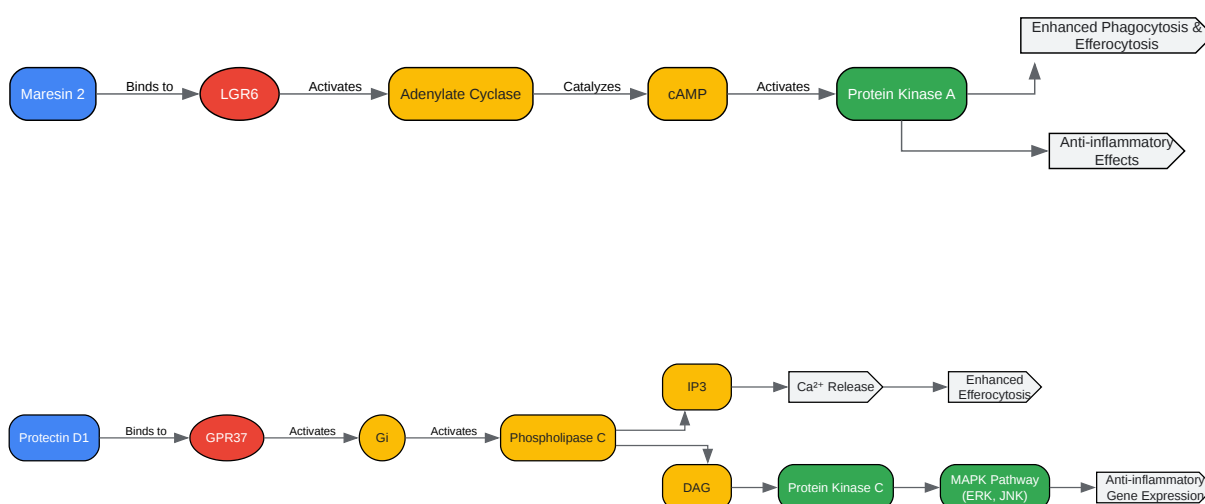 Enhanced Phagocytosis &
Efferocytosis
Maresin 2
Binds to
LGR6
Activates
Adenylate Cyclase
Catalyzes
cAMP
Activates
Protein Kinase A
Anti-inflammatory
Effects
IP3
Ca²⁺ Release
Enhanced
Efferocytosis
Protectin D1
Binds to
GPR37
Activates
Gi
Activates
Phospholipase C
DAG
Protein Kinase C
MAPK Pathway
(ERK, JNK)
Anti-inflammatory
Gene Expression